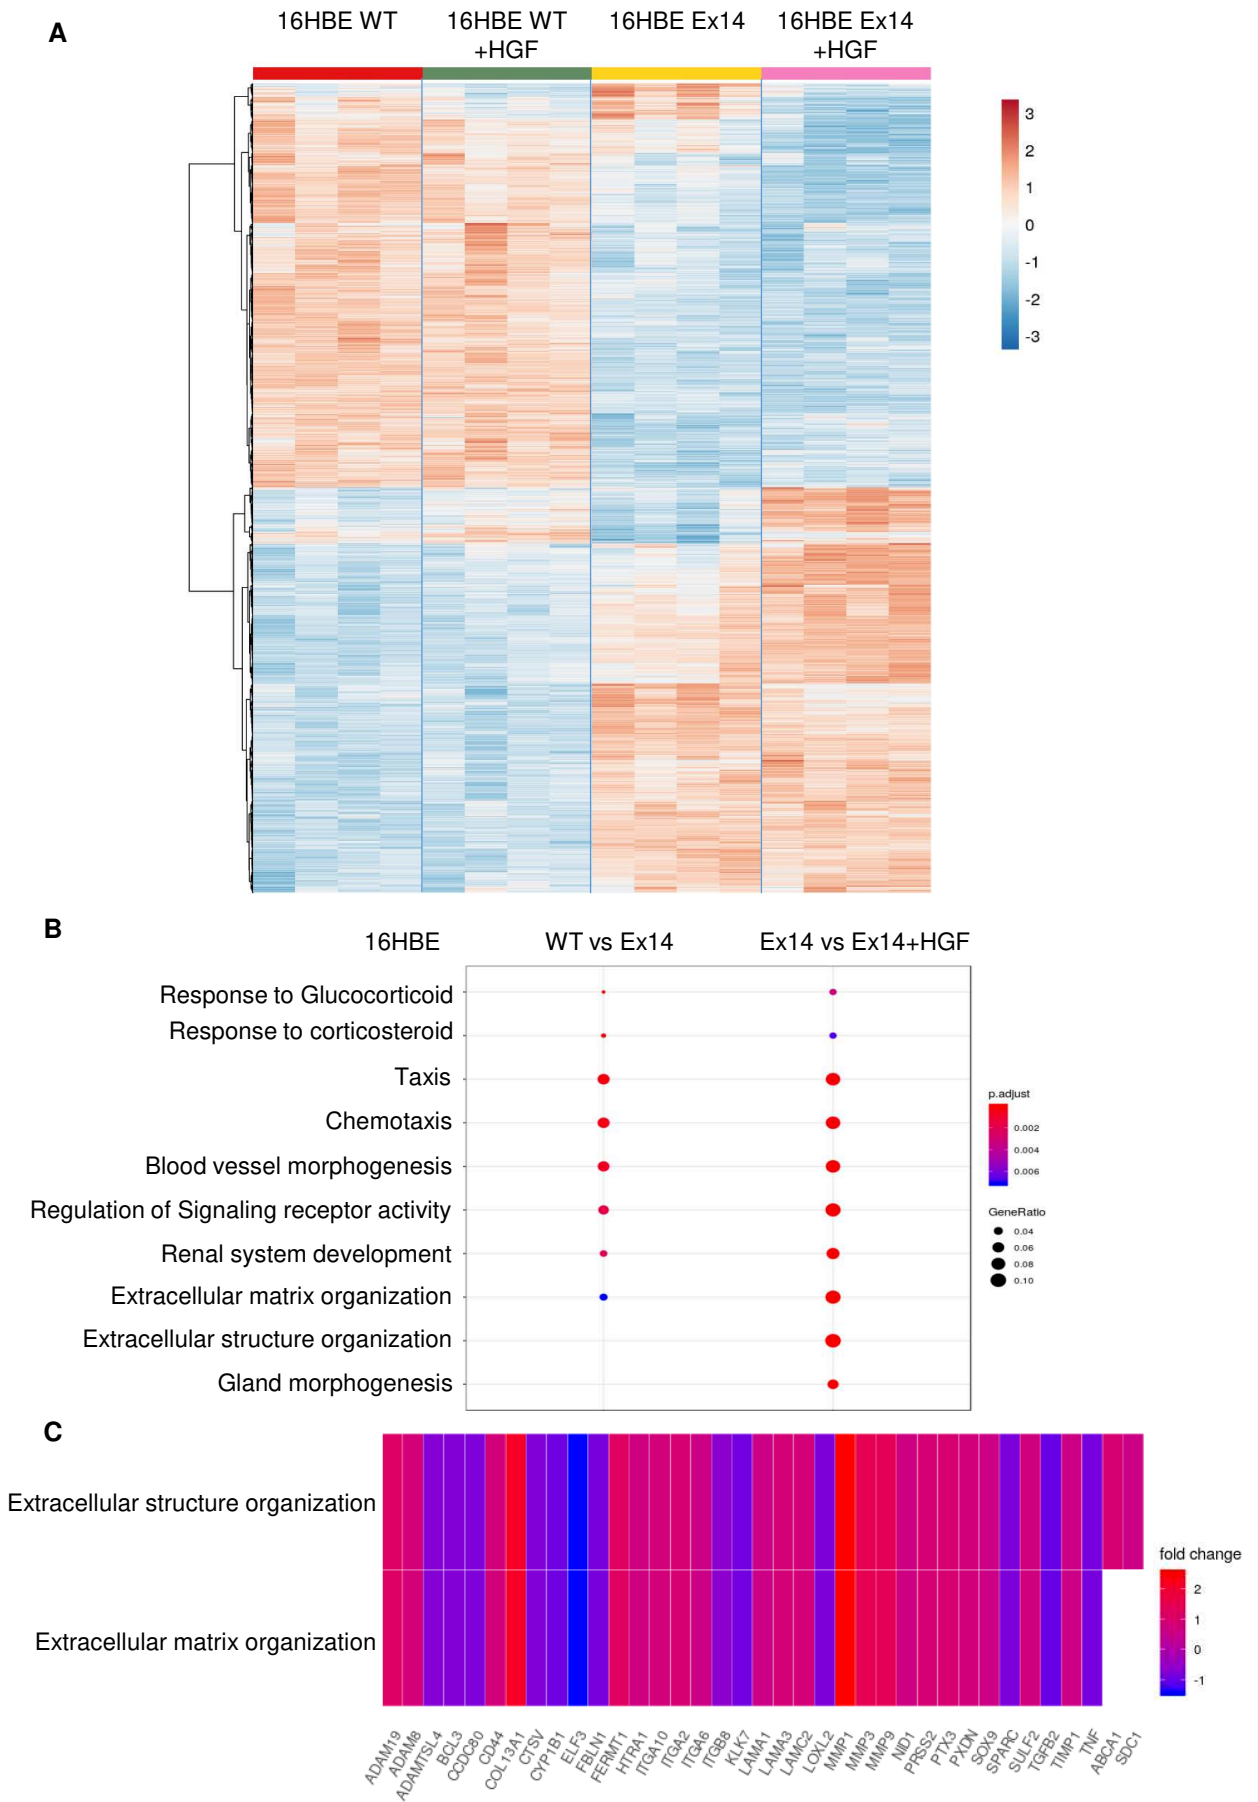 A
16HBE WT
16HBE WT
+HGF
16HBE Ex14
16HBE Ex14
+HGF
3
2
1
0
-1
-2
-3
B
16HBE
WT vs Ex14
Ex14 vs Ex14+HGF
Response to Glucocorticoid
Response to corticosteroid
Taxis
Chemotaxis
Blood vessel morphogenesis
Regulation of Signaling receptor activity
Renal system development
Extracellular matrix organization
Extracellular structure organization
Gland morphogenesis
p.adjust
0.002
0.004
0.006
GeneRatio
0.04
0.06
0.08
0.10
C
Extracellular structure organization
Extracellular matrix organization
fold change
2
1
0
-1
ADAM19
ADAM8
ADAMTSL4
BCL3
CCDC80
CD44
COL13A1
CTSV
CYP1B1
ELF3
FBLN1
FERMT1
HTRA1
ITGA10
ITGA2
ITGA6
ITGB8
KLK7
LAMA1
LAMA3
LAMC2
LOXL2
MMP1
MMP3
MMP9
NID1
PRSS2
PTX3
PXDN
SOX9
SPARC
SULF2
TGFB2
TIMP1
TNF
ABCA1
SDC1